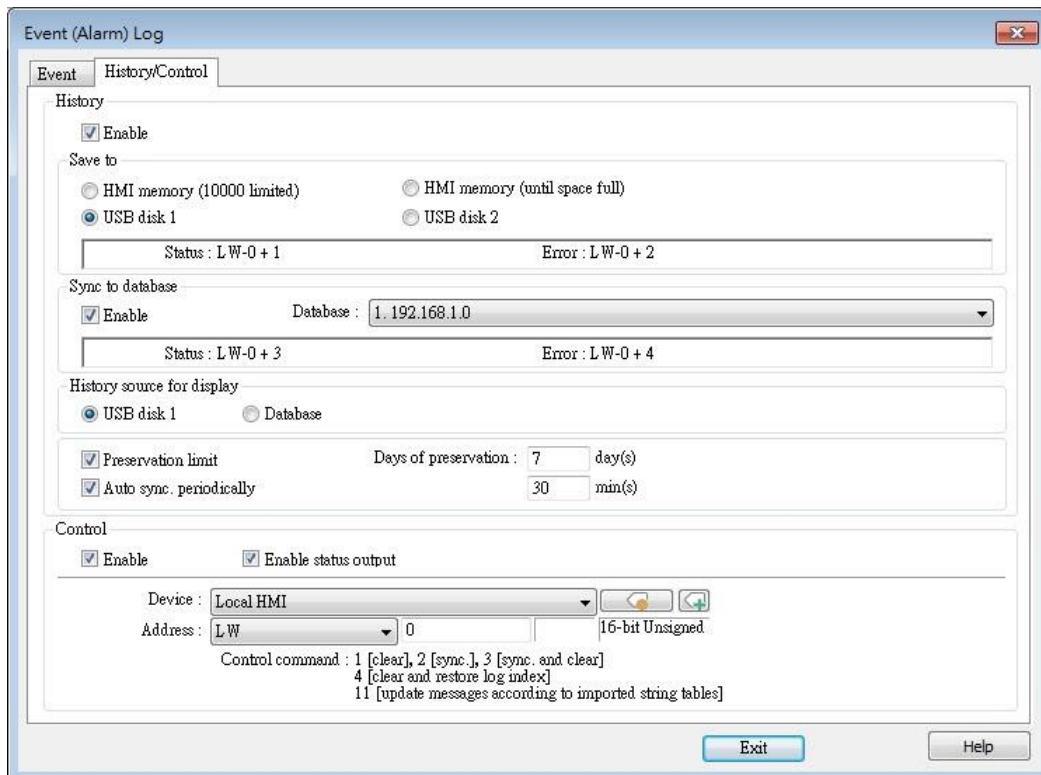 Event (Alarm) Log
Event History/Control
History
Enable
Save to
HMI memory (10000 limited) HMI memory (until space full)
USB disk 1 USB disk 2
Status : LW-0 + 1 Error : LW-0 + 2
Sync to database
Enable Database : 1. 192.168.1.0
Status : LW-0 + 3 Error : LW-0 + 4
History source for display
USB disk 1 Database
Preservation limit Days of preservation : 7 day(s)
Auto sync. periodically 30 min(s)
Control
Enable Enable status output
Device : Local HMI
Address : LW 0 16-bit Unsigned
Control command : 1 [clear], 2 [sync.], 3 [sync. and clear]
4 [clear and restore log index]
11 [update messages according to imported string tables]
Exit Help